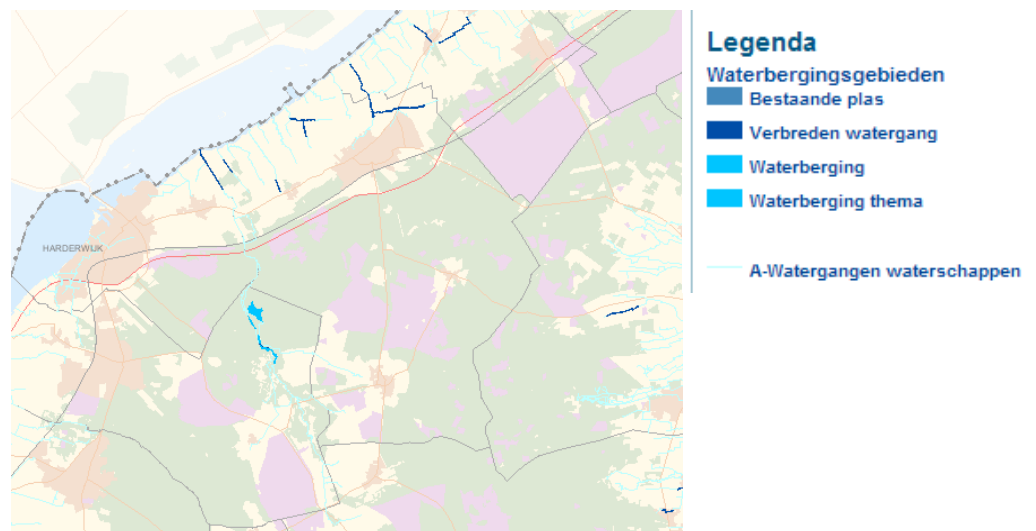 HARDERWIJK
Legenda
Waterbergingsgebieden
Bestaande plas
Verbreden watergang
Waterberging
Waterberging thema
A-Watergangen waterschappen